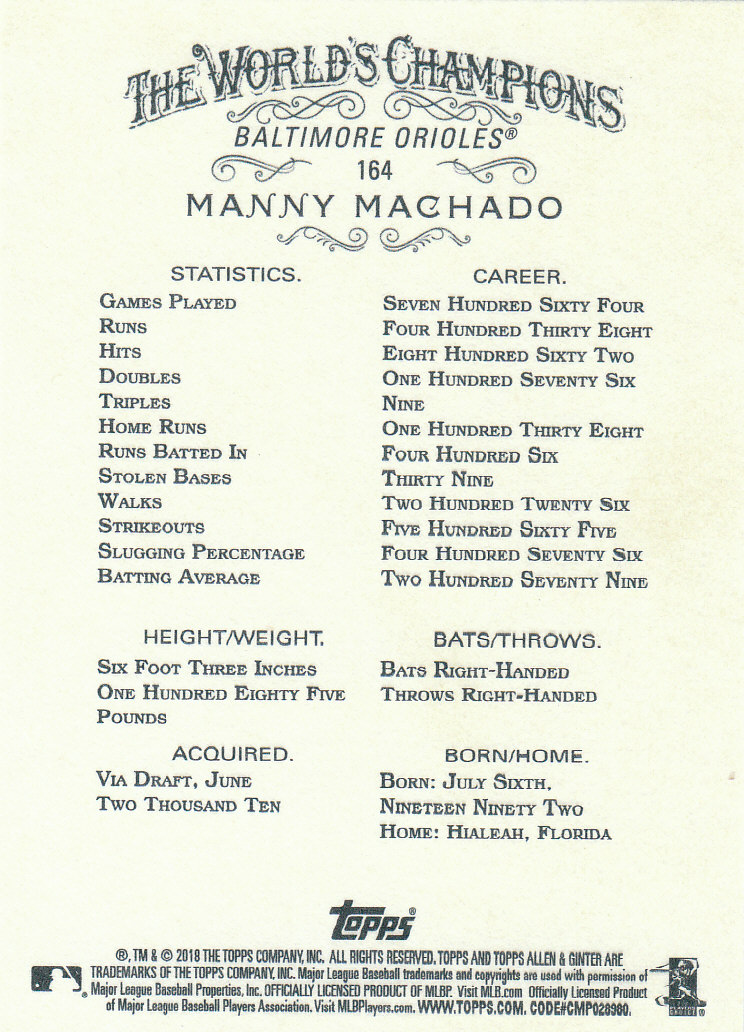 THE WORLD'S CHAMPIONS
BALTIMORE ORIOLES®
164
MANNY MACHADO
STATISTICS. CAREER.
GAMES PLAYED SEVEN HUNDRED SIXTY FOUR
RUNS FOUR HUNDRED THIRTY EIGHT
HITS EIGHT HUNDRED SIXTY TWO
DOUBLES ONE HUNDRED SEVENTY SIX
TRIPLES NINE
HOME RUNS ONE HUNDRED THIRTY EIGHT
RUNS BATTED IN FOUR HUNDRED SIX
STOLEN BASES THIRTY NINE
WALKS TWO HUNDRED TWENTY SIX
STRIKEOUTS FIVE HUNDRED SIXTY FIVE
SLUGGING PERCENTAGE FOUR HUNDRED SEVENTY SIX
BATTING AVERAGE TWO HUNDRED SEVENTY NINE
HEIGHT/WEIGHT.
SIX FOOT THREE INCHES
ONE HUNDRED EIGHTY FIVE
POUNDS
BATS/THROWS.
BATS RIGHT-HANDED
THROWS RIGHT-HANDED
ACQUIRED.
VIA DRAFT, JUNE
TWO THOUSAND TEN
BORN/HOME.
BORN: JULY SIXTH,
NINETEEN NINETY TWO
HOME: HIALEAH, FLORIDA
topps®
®, TM & © 2018 THE TOPPS COMPANY, INC. ALL RIGHTS RESERVED. TOPPS AND TOPPS ALLEN & GINTER ARE
TRADEMARKS OF THE TOPPS COMPANY, INC. Major League Baseball trademarks and copyrights are used with permission of
Major League Baseball Properties, Inc. OFFICIALLY LICENSED PRODUCT OF MLBP. Visit MLB.com Officially Licensed Product
of Major League Baseball Players Association. Visit MLBPlayers.com. WWW.TOPPS.COM. CODE#CMP028980.